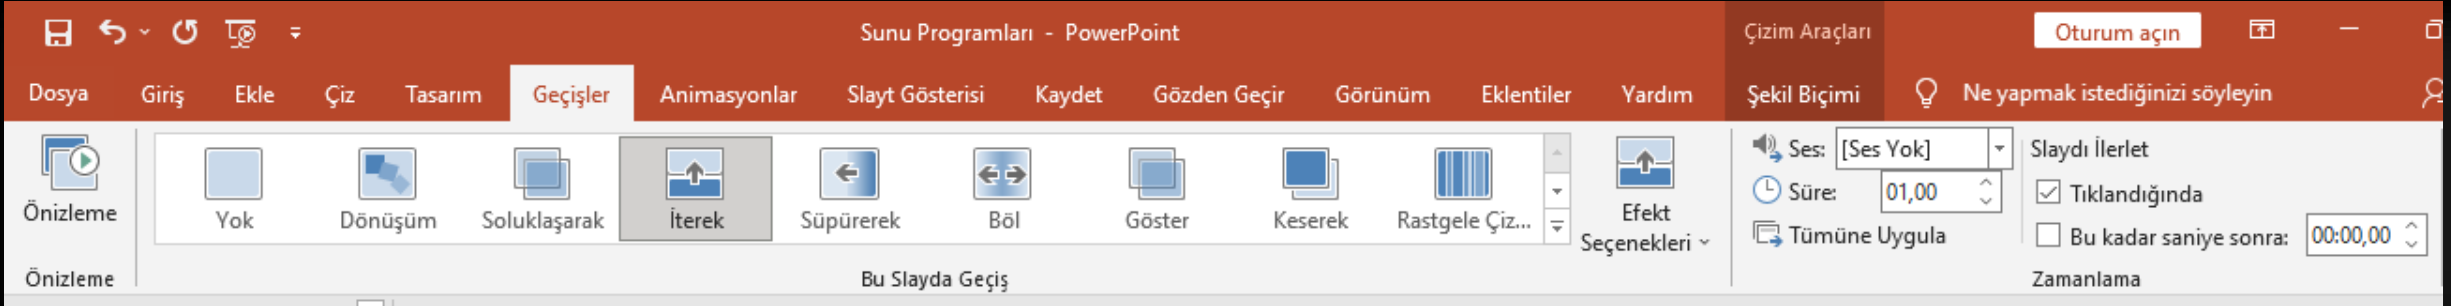 Sunu Programları - PowerPoint
Çizim Araçları
Oturum açın
Dosya Giriş Ekle Çiz Tasarım Geçişler Animasyonlar Slayt Gösterisi Kaydet Gözden Geçir Görünüm Eklentiler Yardım Şekil Biçimi Ne yapmak istediğinizi söyleyin
Önizleme
Yok Dönüşüm Soluklaşarak İterek Süpürerek Böl Göster Keserek Rastgele Çiz...
Efekt
Seçenekleri
Ses: [Ses Yok]
Süre: 01,00
Tümüne Uygula
Slaydı İlerlet
Tıklandığında
Bu kadar saniye sonra: 00:00,00
Önizleme
Bu Slayda Geçiş
Zamanlama